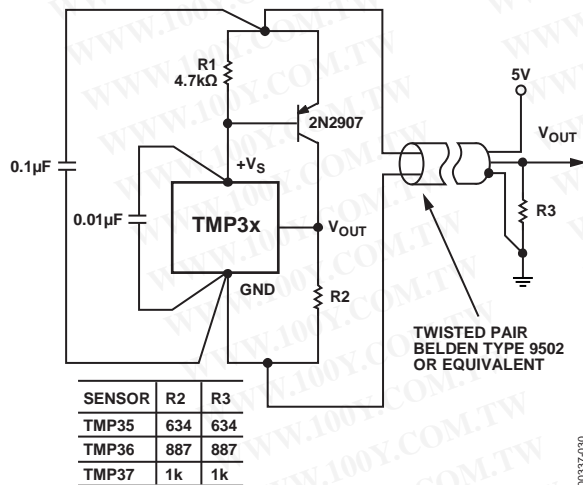 R1
4.7kΩ
5V
2N2907
VOUT
+VS
0.1µF
0.01µF
TMP3x
VOUT
R3
GND
R2
TWISTED PAIR
BELDEN TYPE 9502
OR EQUIVALENT
SENSOR R2 R3
TMP35 634 634
TMP36 887 887
TMP37 1k 1k
00337-030
WWW.100Y.COM.TW